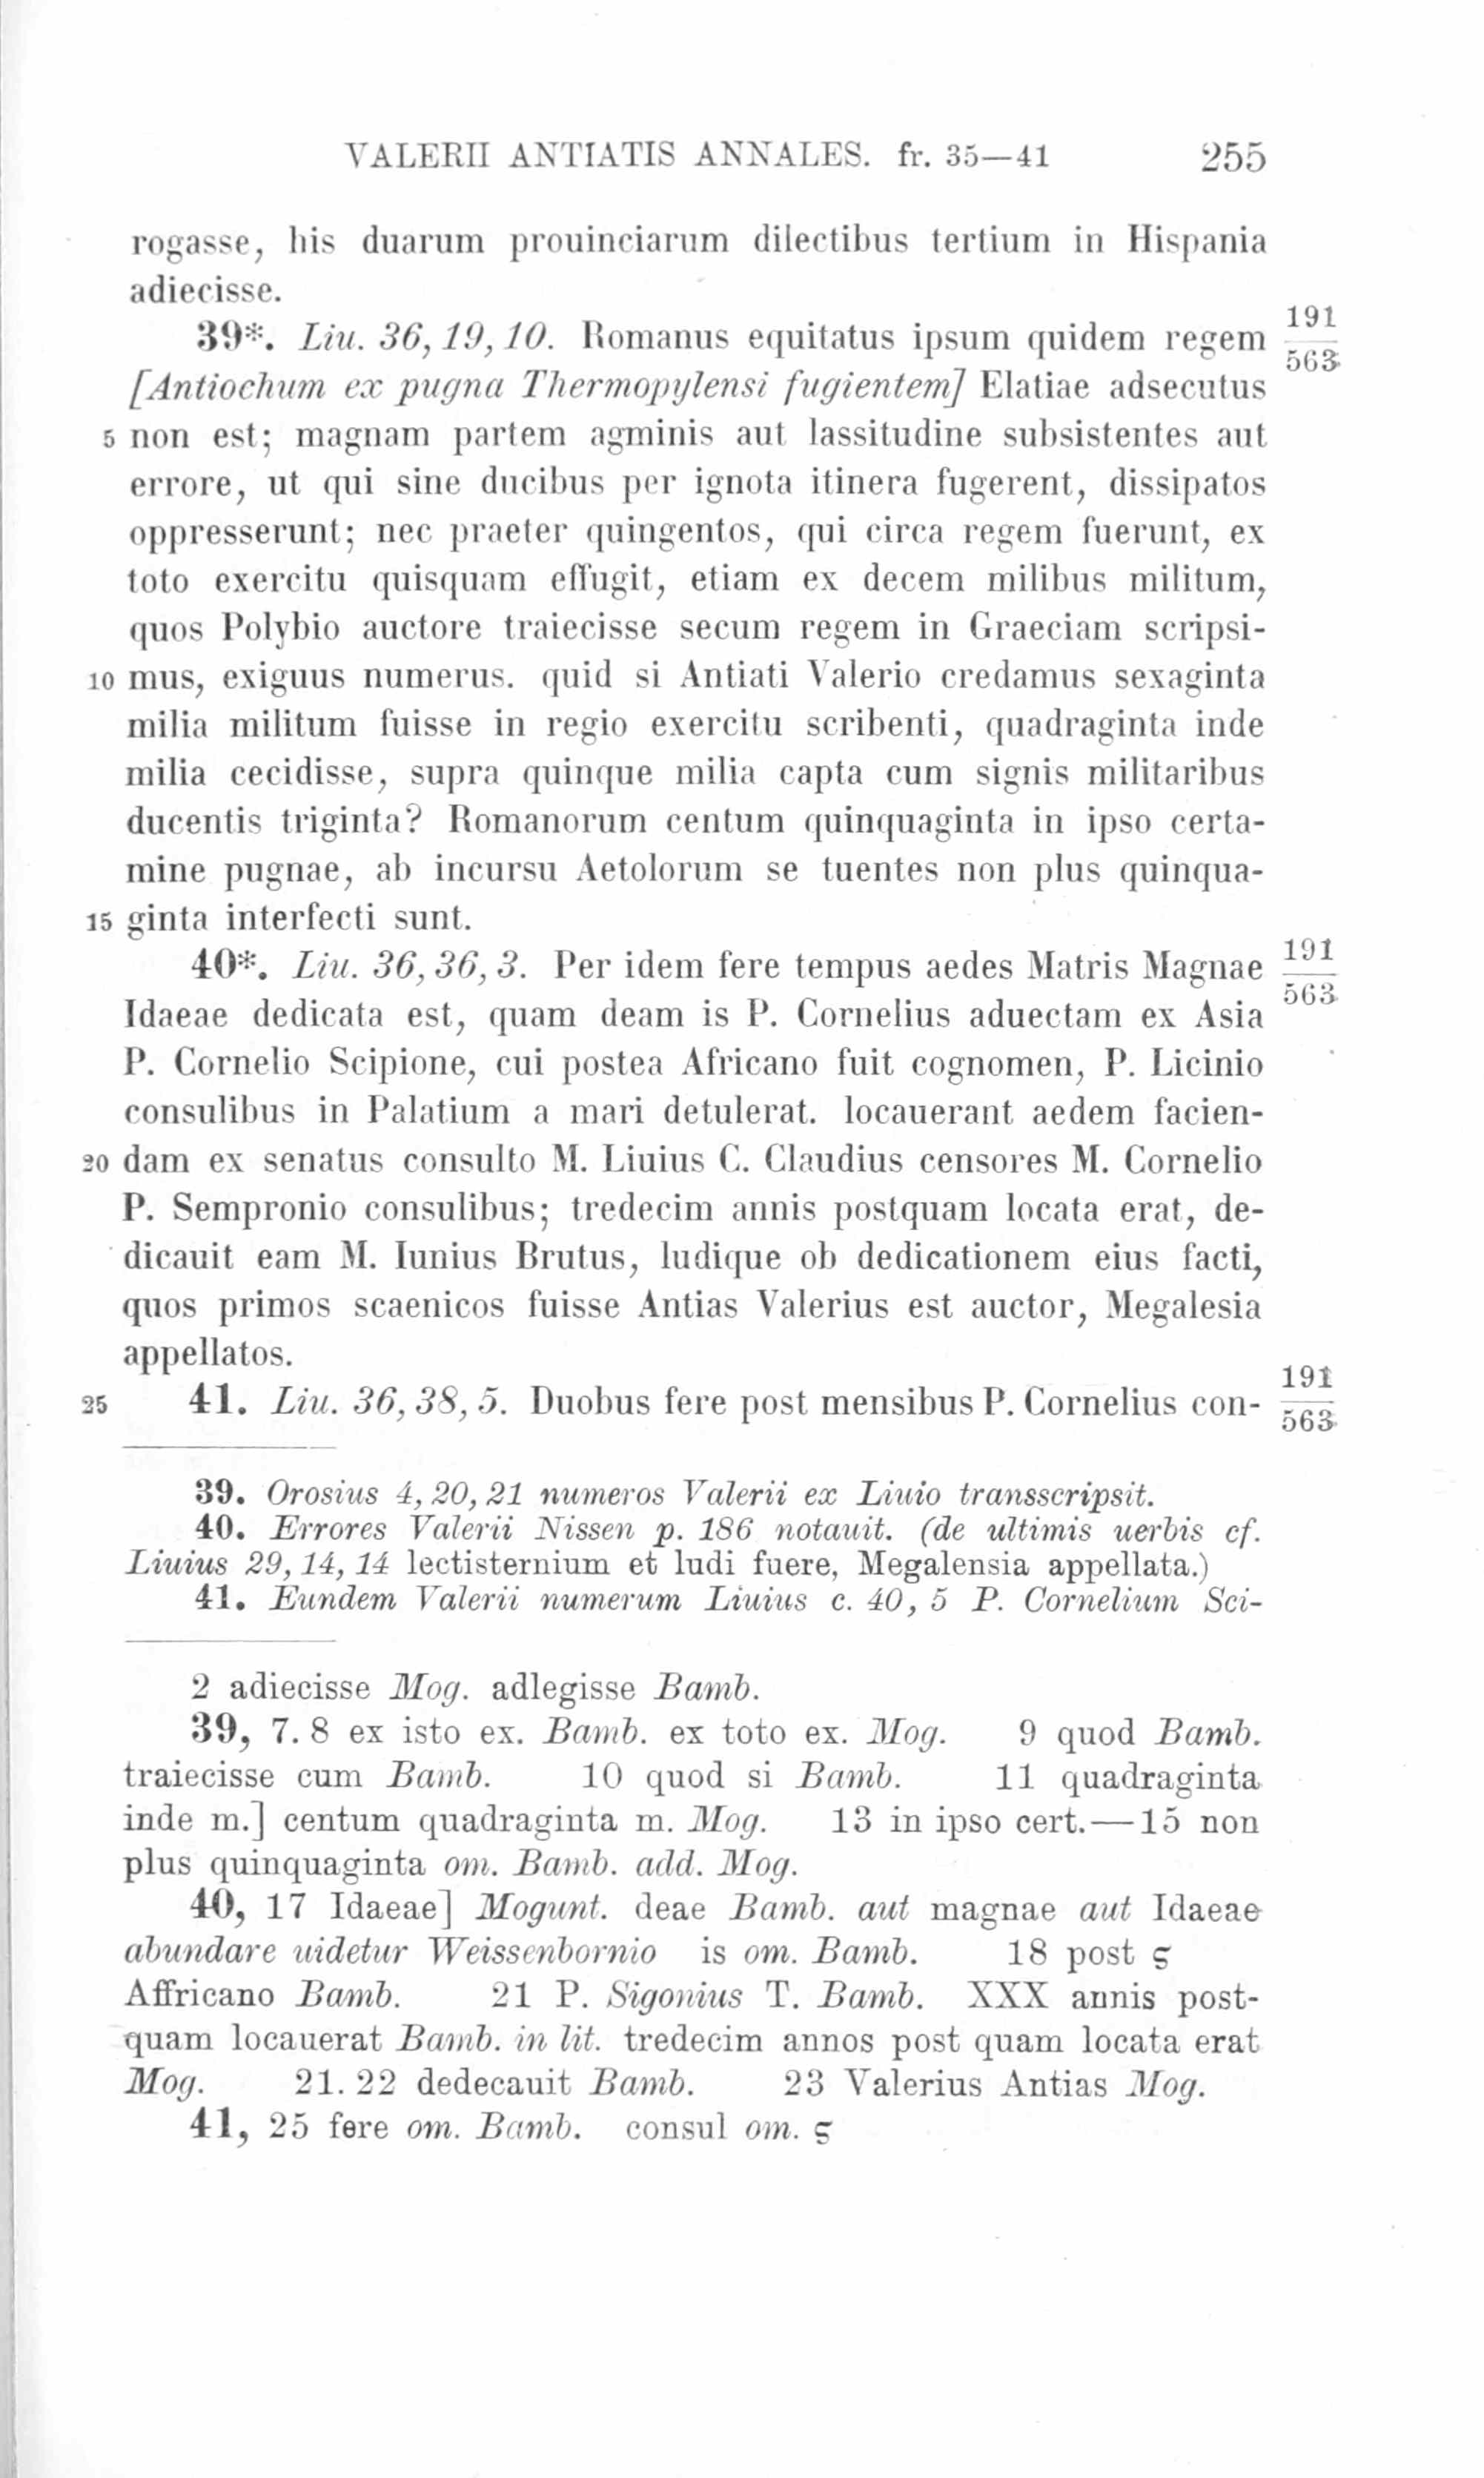 VALERII ANTIATIS ANNALES. fr. 35—41 255
rogasse, his duarum prouinciarum dilectibus tertium in Hispania
adiecisse.
39*. Liu. 36, 19, 10. Romanus equitatus ipsum quidem regem 191
563
[Antiochum ex pugna Thermopylensi fugientem] Elatiae adsecutus
5 non est; magnam partem agminis aut lassitudine subsistentes aut
errore, ut qui sine ducibus per ignota itinera fugerent, dissipatos
oppresserunt; nec praeter quingentos, qui circa regem fuerunt, ex
toto exercitu quisquam effugit, etiam ex decem milibus militum,
quos Polybio auctore traiecisse secum regem in Graeciam scripsi-
10 mus, exiguus numerus. quid si Antiati Valerio credamus sexaginta
milia militum fuisse in regio exercitu scribenti, quadraginta inde
milia cecidisse, supra quinque milia capta cum signis militaribus
ducentis triginta? Romanorum centum quinquaginta in ipso certa-
mine pugnae, ab incursu Aetolorum se tuentes non plus quinqua-
15 ginta interfecti sunt.
40*. Liu. 36, 36, 3. Per idem fere tempus aedes Matris Magnae 191
563
Idaeae dedicata est, quam deam is P. Cornelius aduectam ex Asia
P. Cornelio Scipione, cui postea Africano fuit cognomen, P. Licinio
consulibus in Palatium a mari detulerat. locauerant aedem facien-
20 dam ex senatus consulto M. Liuius C. Claudius censores M. Cornelio
P. Sempronio consulibus; tredecim annis postquam locata erat, de-
dicauit eam M. Iunius Brutus, ludique ob dedicationem eius facti,
quos primos scaenicos fuisse Antias Valerius est auctor, Megalesia
appellatos.
25 41. Liu. 36, 38, 5. Duobus fere post mensibus P. Cornelius con- 191
563
39. Orosius 4, 20, 21 numeros Valerii ex Liuio transscripsit.
40. Errores Valerii Nissen p. 186 notauit. (de ultimis uerbis cf.
Liuius 29, 14, 14 lectisternium et ludi fuere, Megalensia appellata.)
41. Eundem Valerii numerum Liuius c. 40, 5 P. Cornelium Sci-
2 adiecisse Mog. adlegisse Bamb.
39, 7. 8 ex isto ex. Bamb. ex toto ex. Mog. 9 quod Bamb.
traiecisse cum Bamb. 10 quod si Bamb. 11 quadraginta
inde m.] centum quadraginta m. Mog. 13 in ipso cert.—15 non
plus quinquaginta om. Bamb. add. Mog.
40, 17 Idaeae] Mogunt. deae Bamb. aut magnae aut Idaeae
abundare uidetur Weissenbornio is om. Bamb. 18 post ς
Affricano Bamb. 21 P. Sigonius T. Bamb. XXX annis post-
quam locauerat Bamb. in lit. tredecim annos post quam locata erat
Mog. 21. 22 dedecauit Bamb. 23 Valerius Antias Mog.
41, 25 fere om. Bamb. consul om. ς